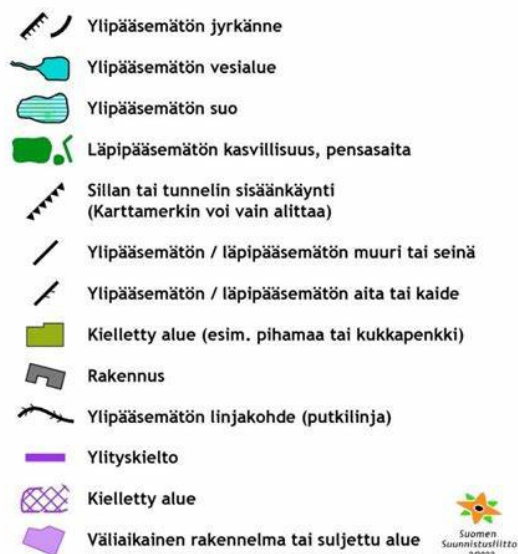 Ylipääsemätön jyrkänne
Ylipääsemätön vesialue
Ylipääsemätön suo
Läpipääsemätön kasvillisuus, pensasaita
Sillan tai tunnelin sisäänkäynti
(Karttamerkin voi vain alittaa)
Ylipääsemätön / läpipääsemätön muuri tai seinä
Ylipääsemätön / läpipääsemätön aita tai kaide
Kielletty alue (esim. pihamaa tai kukkapenkki)
Rakennus
Ylipääsemätön linjakohde (putkilinja)
Ylityskielto
Kielletty alue
Väliaikainen rakennelma tai suljettu alue
Suomen
Suunnistusliitto